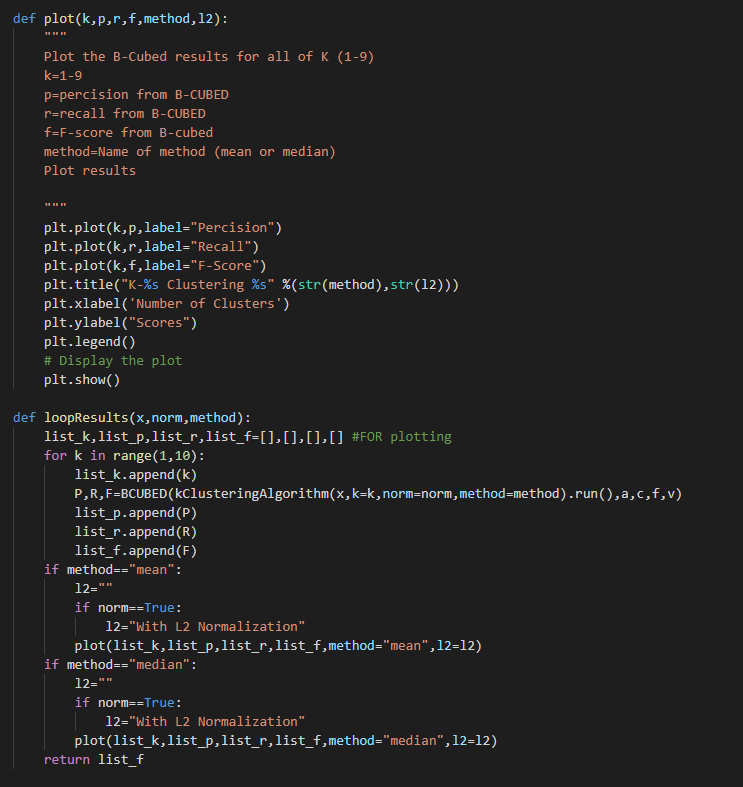 def plot(k,p,r,f,method,l2):
"""
Plot the B-Cubed results for all of K (1-9)
k=1-9
p=percision from B-CUBED
r=recall from B-CUBED
f=F-score from B-cubed
method=Name of method (mean or median)
Plot results
"""
plt.plot(k,p,label="Percision")
plt.plot(k,r,label="Recall")
plt.plot(k,f,label="F-Score")
plt.title("K-%s Clustering %s" %(str(method),str(l2)))
plt.xlabel('Number of Clusters')
plt.ylabel("Scores")
plt.legend()
# Display the plot
plt.show()
def loopResults(x,norm,method):
list_k,list_p,list_r,list_f=[],[],[],[] #FOR plotting
for k in range(1,10):
list_k.append(k)
P,R,F=BCUBED(kClusteringAlgorithm(x,k=k,norm=norm,method=method).run(),a,c,f,v)
list_p.append(P)
list_r.append(R)
list_f.append(F)
if method=="mean":
l2=""
if norm==True:
l2="With L2 Normalization"
plot(list_k,list_p,list_r,list_f,method="mean",l2=l2)
if method=="median":
l2=""
if norm==True:
l2="With L2 Normalization"
plot(list_k,list_p,list_r,list_f,method="median",l2=l2)
return list_f